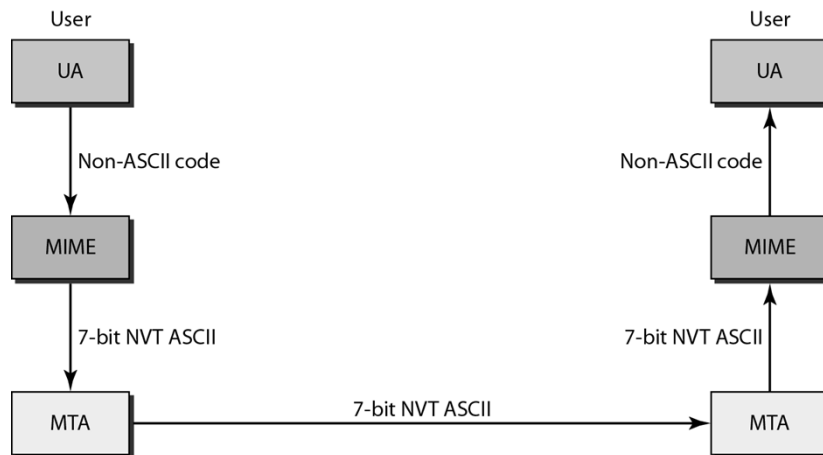 User
User
UA
UA
Non-ASCII code
Non-ASCII code
MIME
MIME
7-bit NVT ASCII
7-bit NVT ASCII
7-bit NVT ASCII
MTA
MTA